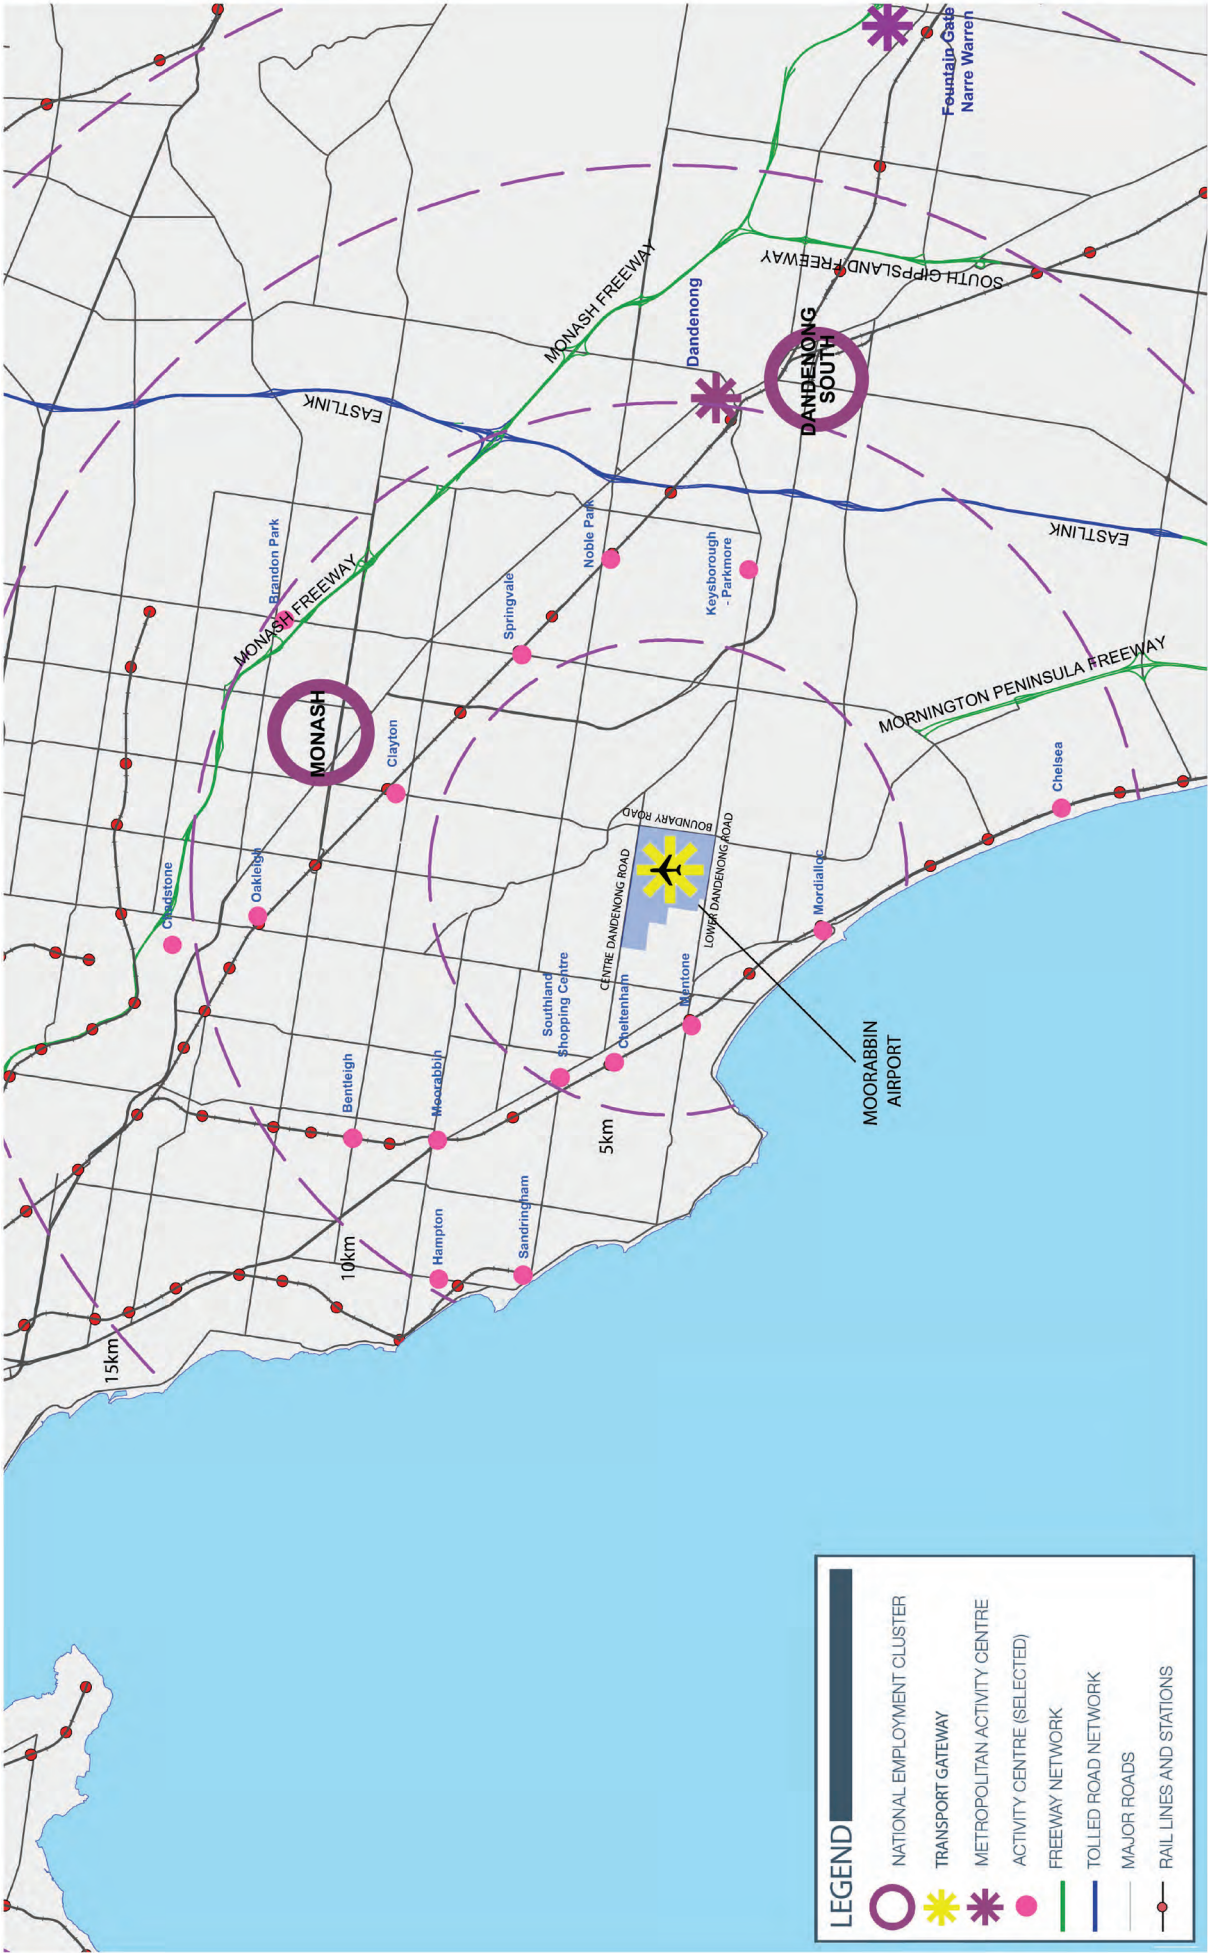 Fountain Gate
Narre Warren
MONASH FREEWAY
SOUTH GIPPSLAND FREEWAY
Dandenong
DANDENONG
SOUTH
EASTLINK
Brandon Park
Noble Park
Keysborough
- Parkmore
EASTLINK
MONASH FREEWAY
Springvale
MONASH
Clayton
MORNINGTON PENINSULA FREEWAY
Chelsea
BOUNDARY ROAD
CENTRE DANDENONG ROAD
LOWER DANDENONG ROAD
Mordialloc
Chadstone
Oakleigh
Southland
Shopping Centre
Cheltenham
Mentone
MOORABBIN
AIRPORT
Bentleigh
Moorabbin
5km
Hampton
Sandringham
10km
15km
LEGEND
NATIONAL EMPLOYMENT CLUSTER
TRANSPORT GATEWAY
METROPOLITAN ACTIVITY CENTRE
ACTIVITY CENTRE (SELECTED)
FREEWAY NETWORK
TOLLED ROAD NETWORK
MAJOR ROADS
RAIL LINES AND STATIONS